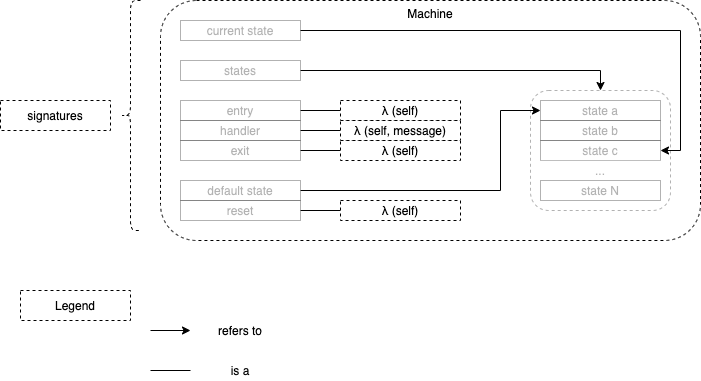 Machine
current state
states
signatures
entry
λ (self)
handler
λ (self, message)
exit
λ (self)
default state
reset
λ (self)
state a
state b
state c
...
state N
Legend
refers to
is a